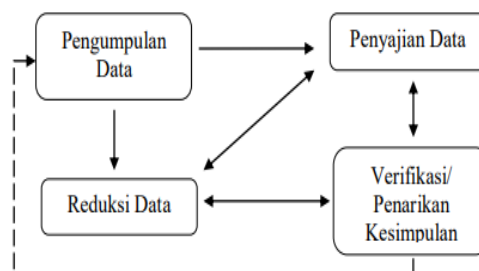 Pengumpulan
Data
Penyajian Data
Reduksi Data
Verifikasi/
Penarikan
Kesimpulan